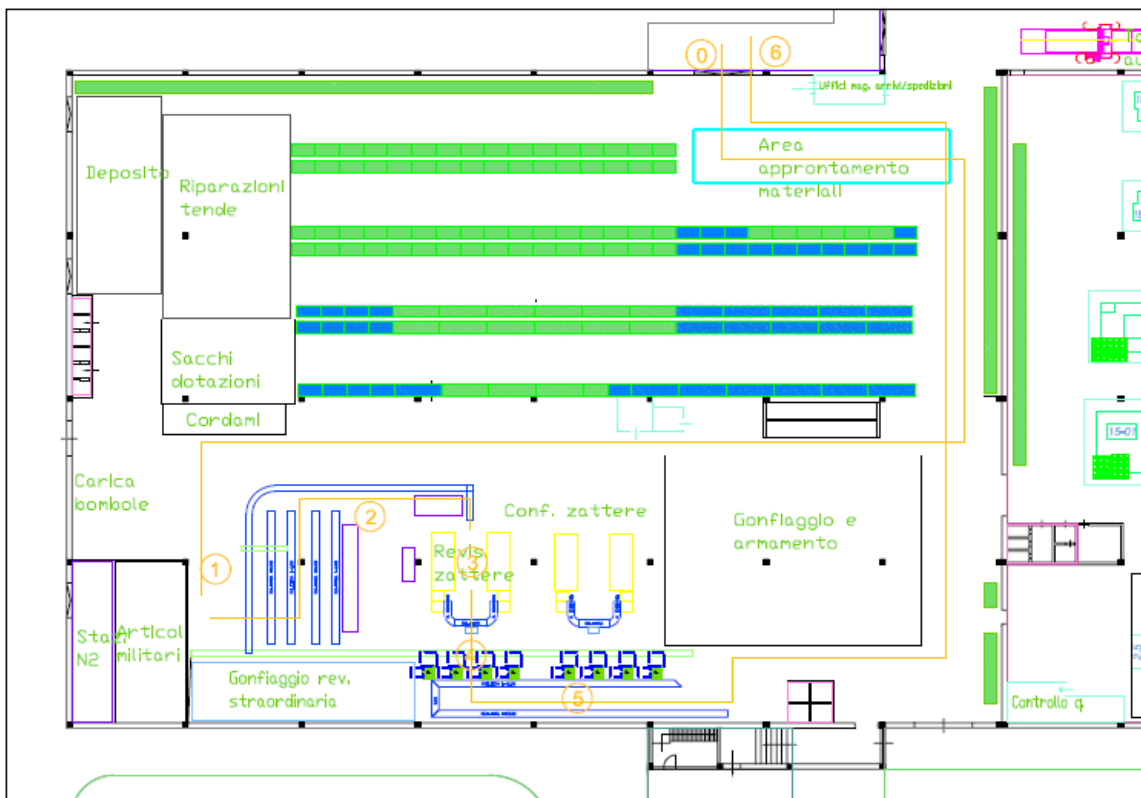 0
6
Uffici mag. arrivi/spedizioni
Area
approntamento
materiali
Deposito
Riparazioni
tende
Sacchi
dotazioni
Cordami
15-01
Carica
bombole
2
Conf. zattere
Gonfiaggio e
armamento
Revis.
zattere
3
1
Articoli
militari
N2
4
Gonfiaggio rev.
straordinaria
5
Controllo q